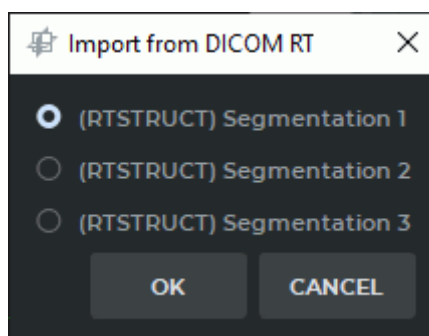 Import from DICOM RT
(RTSTRUCT) Segmentation 1
(RTSTRUCT) Segmentation 2
(RTSTRUCT) Segmentation 3
OK CANCEL